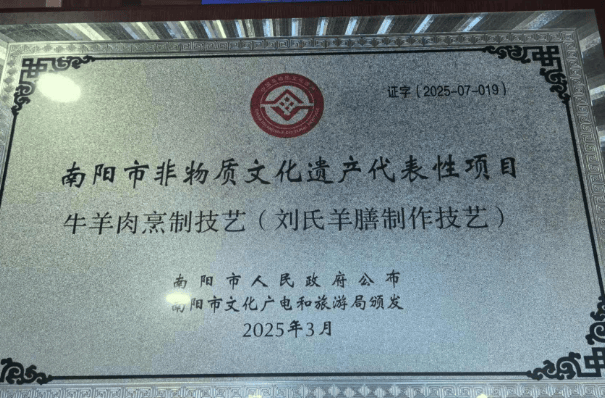 证字〔2025-07-019〕
南阳市非物质文化遗产代表性项目
牛羊肉烹制技艺（刘氏羊膳制作技艺）
南阳市人民政府公布
南阳市文化广电和旅游局颁发
2025年3月